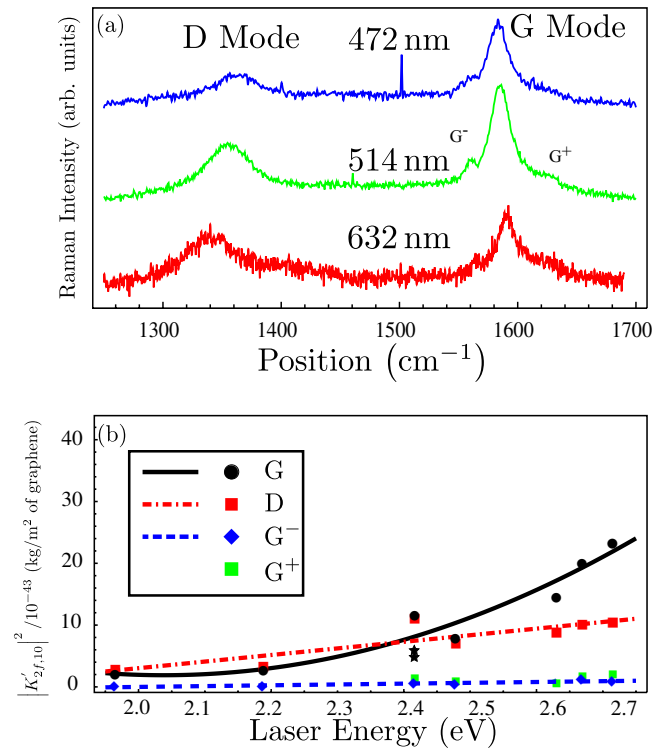 (a)
D Mode
472 nm
G Mode
G-
G+
514 nm
632 nm
Raman Intensity (arb. units)
1300 1400 1500 1600 1700
Position (cm−1)
(b)
G
D
G−
G+
40
30
20
10
0
|K′2f,10|2 /10−43 (kg/m2 of graphene)
2.0 2.1 2.2 2.3 2.4 2.5 2.6 2.7
Laser Energy (eV)